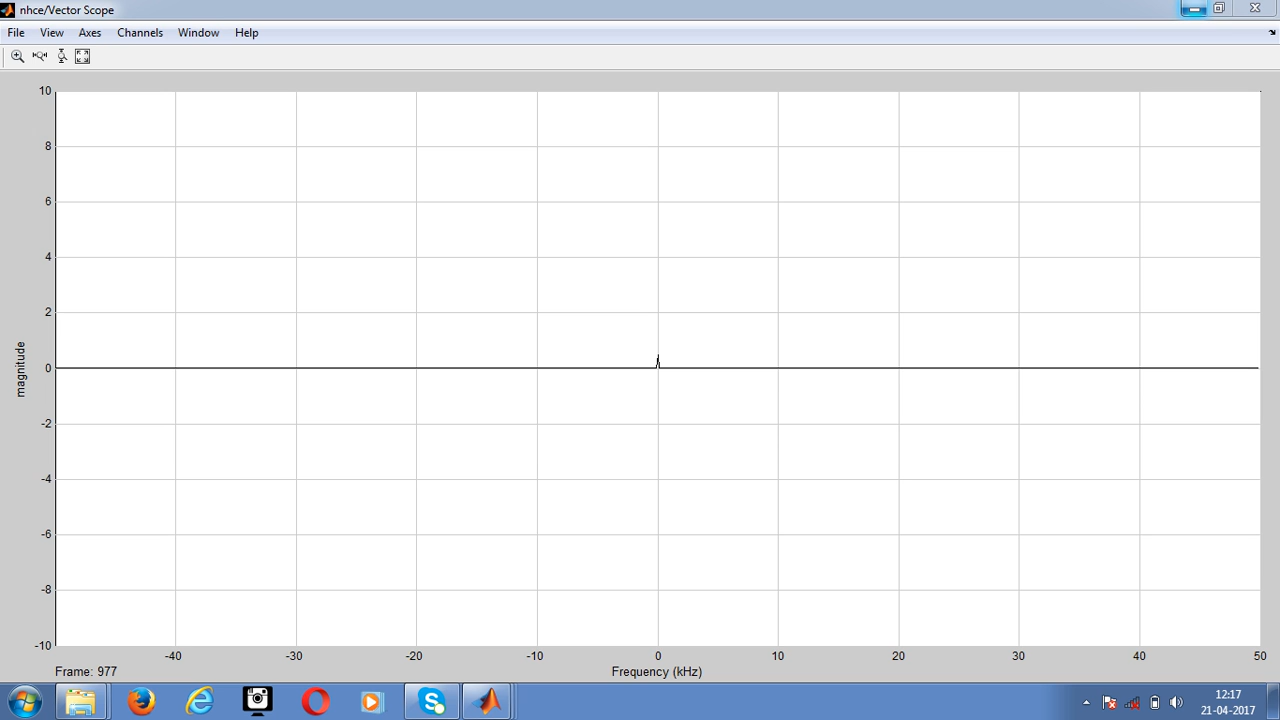 nhce/Vector Scope
File View Axes Channels Window Help
10
8
6
4
2
0
-2
-4
-6
-8
-10
magnitude
-40 -30 -20 -10 0 10 20 30 40 50
Frame: 977 Frequency (kHz)
12:17
21-04-2017